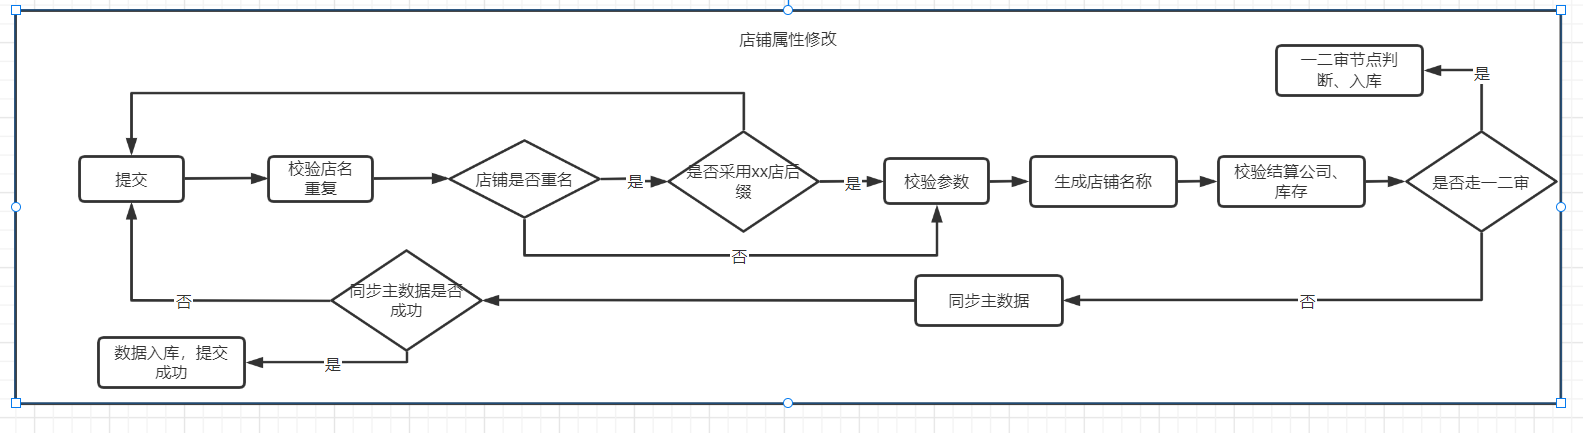 店铺属性修改
一二审节点判
断、入库
是
提交
校验店名
重复
店铺是否重名
是
是否采用xx店后
缀
是
校验参数
生成店铺名称
校验结算公司、
库存
是否走一二审
否
同步主数据是否
成功
否
同步主数据
否
数据入库，提交
成功
是